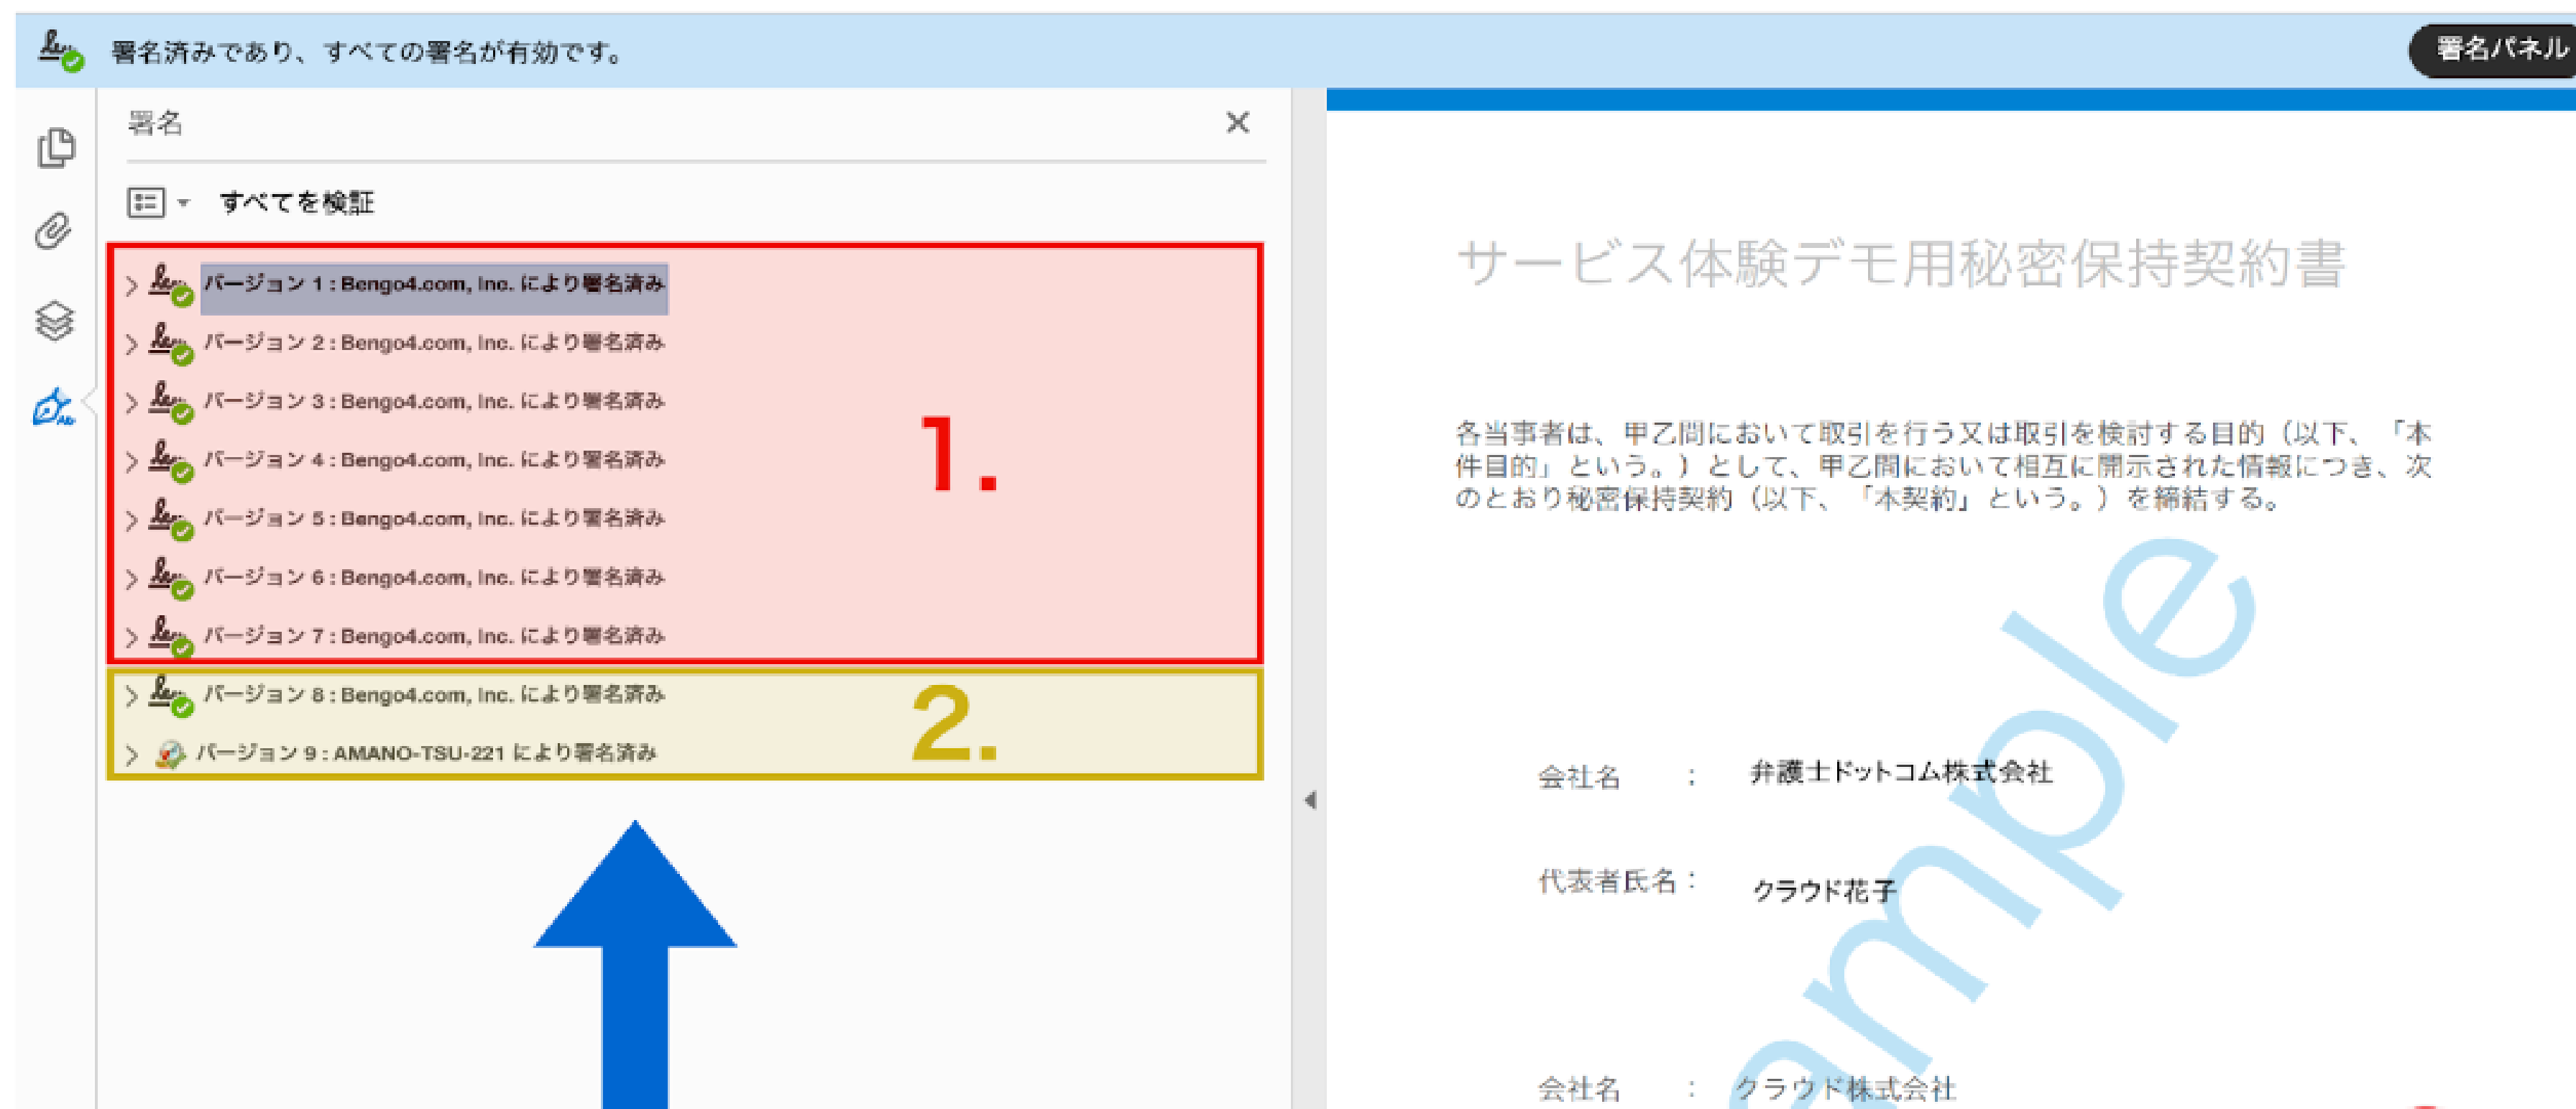 署名済みであり、すべての署名が有効です。
署名パネル
署名
すべてを検証
バージョン 1 : Bengo4.com, Inc. により署名済み
バージョン 2 : Bengo4.com, Inc. により署名済み
バージョン 3 : Bengo4.com, Inc. により署名済み
バージョン 4 : Bengo4.com, Inc. により署名済み
バージョン 5 : Bengo4.com, Inc. により署名済み
バージョン 6 : Bengo4.com, Inc. により署名済み
バージョン 7 : Bengo4.com, Inc. により署名済み
1.
バージョン 8 : Bengo4.com, Inc. により署名済み
バージョン 9 : AMANO-TSU-221 により署名済み
2.
サービス体験デモ用秘密保持契約書
各当事者は、甲乙間において取引を行う又は取引を検討する目的（以下、「本
件目的」という。）として、甲乙間において相互に開示された情報につき、次
のとおり秘密保持契約（以下、「本契約」という。）を締結する。
会社名 ： 弁護士ドットコム株式会社
代表者氏名： クラウド花子
会社名 ： クラウド株式会社
ample